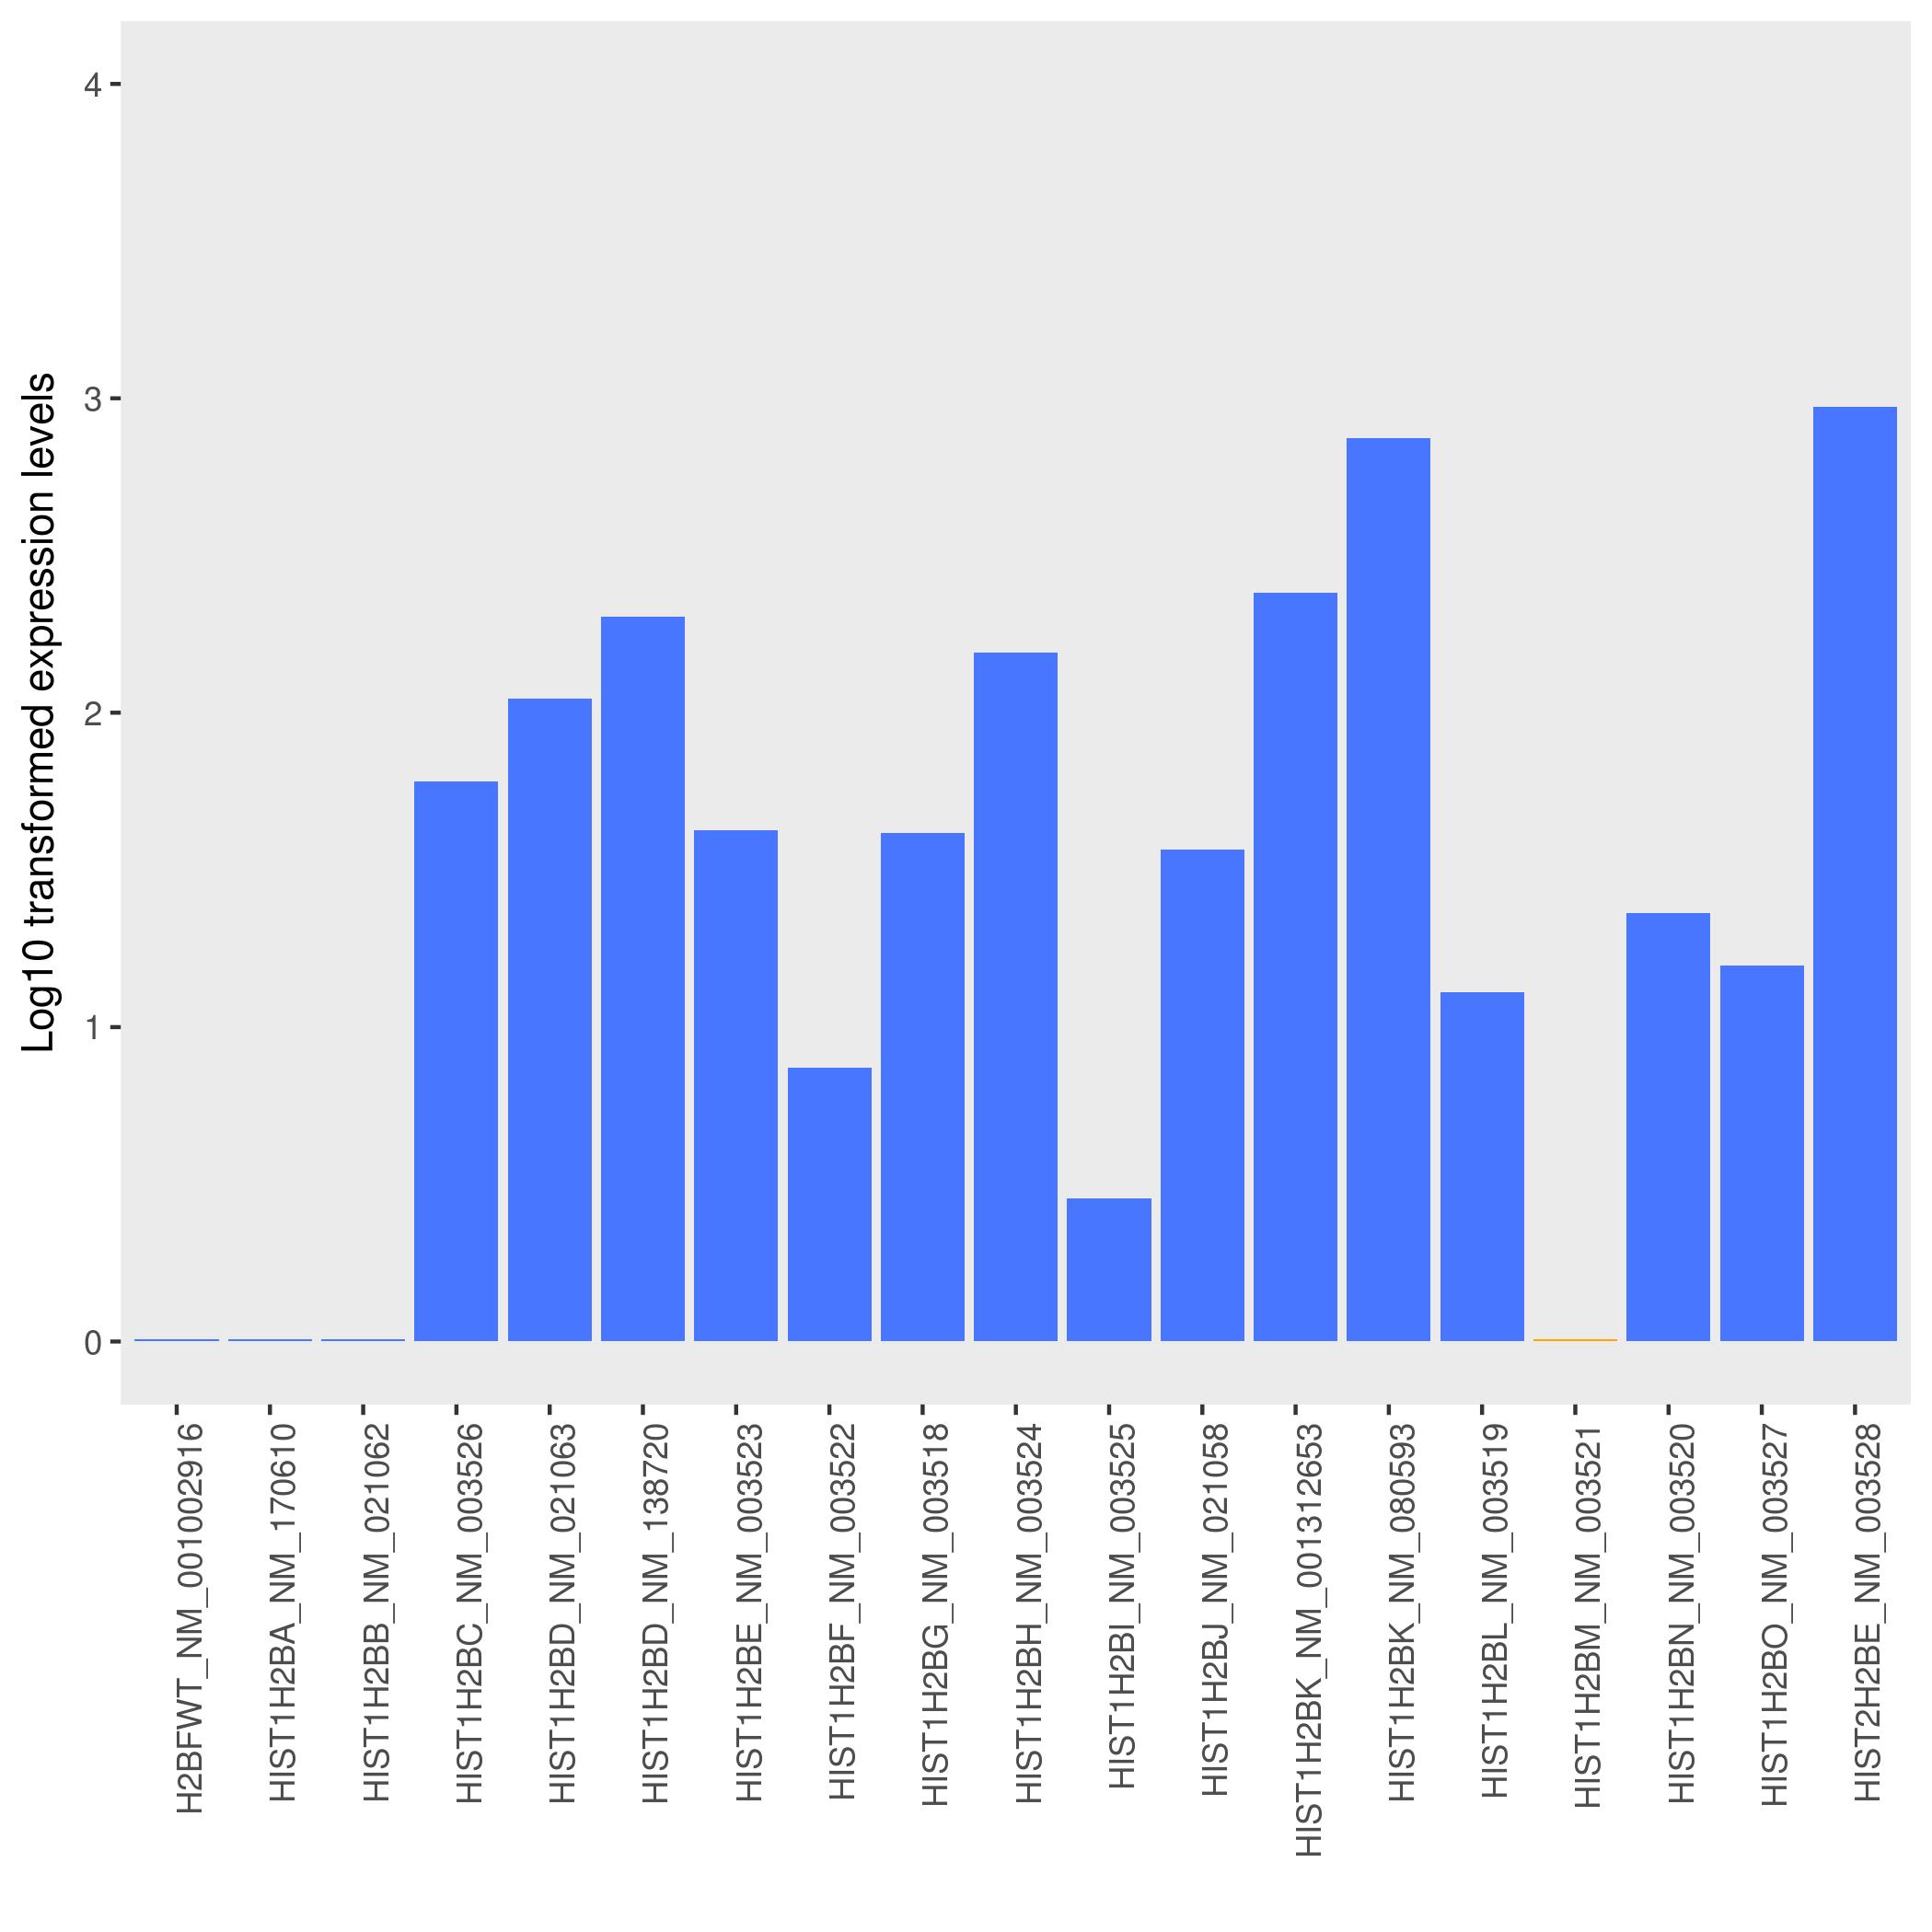 Log10 transformed expression levels
4
3
2
1
0
H2BFWT_NM_001002916
HIST1H2BA_NM_170610
HIST1H2BB_NM_021062
HIST1H2BC_NM_003526
HIST1H2BD_NM_021063
HIST1H2BD_NM_138720
HIST1H2BE_NM_003523
HIST1H2BF_NM_003522
HIST1H2BG_NM_003518
HIST1H2BH_NM_003524
HIST1H2BI_NM_003525
HIST1H2BJ_NM_021058
HIST1H2BK_NM_001312653
HIST1H2BK_NM_080593
HIST1H2BL_NM_003519
HIST1H2BM_NM_003521
HIST1H2BN_NM_003520
HIST1H2BO_NM_003527
HIST2H2BE_NM_003528